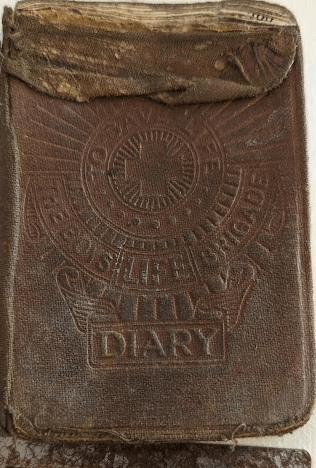 TO SAVE LIFE
THE BOYS LIFE BRIGADE
DIARY